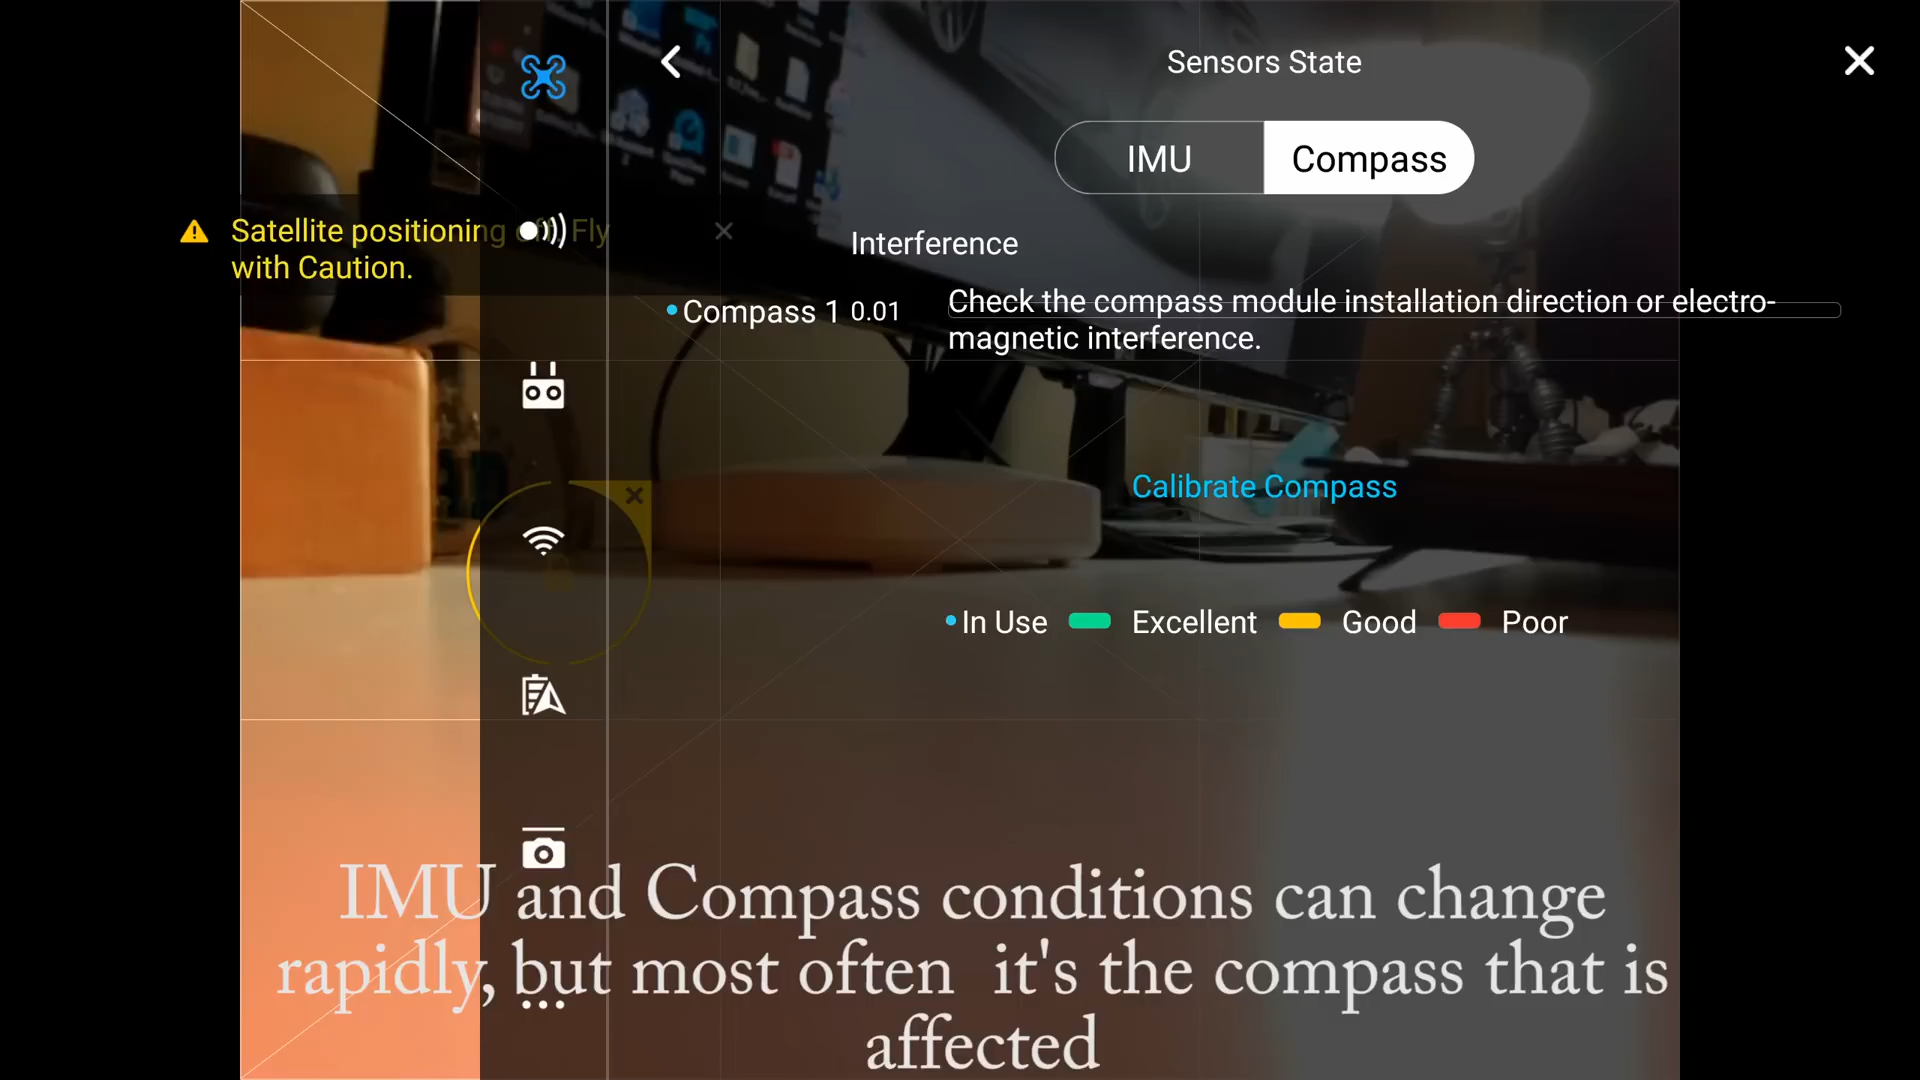 Sensors State
IMU
Compass
Satellite positioning off. Fly
with Caution.
Interference
Compass 1 0.01
Check the compass module installation direction or electro-
magnetic interference.
Calibrate Compass
In Use
Excellent
Good
Poor
IMU and Compass conditions can change
rapidly, but most often it's the compass that is
affected